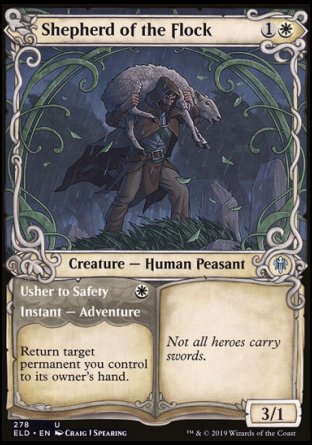 Shepherd of the Flock 1
Creature — Human Peasant
Usher to Safety
Instant — Adventure
Return target
permanent you control
to its owner's hand.
Not all heroes carry
swords.
278 U
ELD • EN Craig J Spearing
™ & © 2019 Wizards of the Coast
3/1